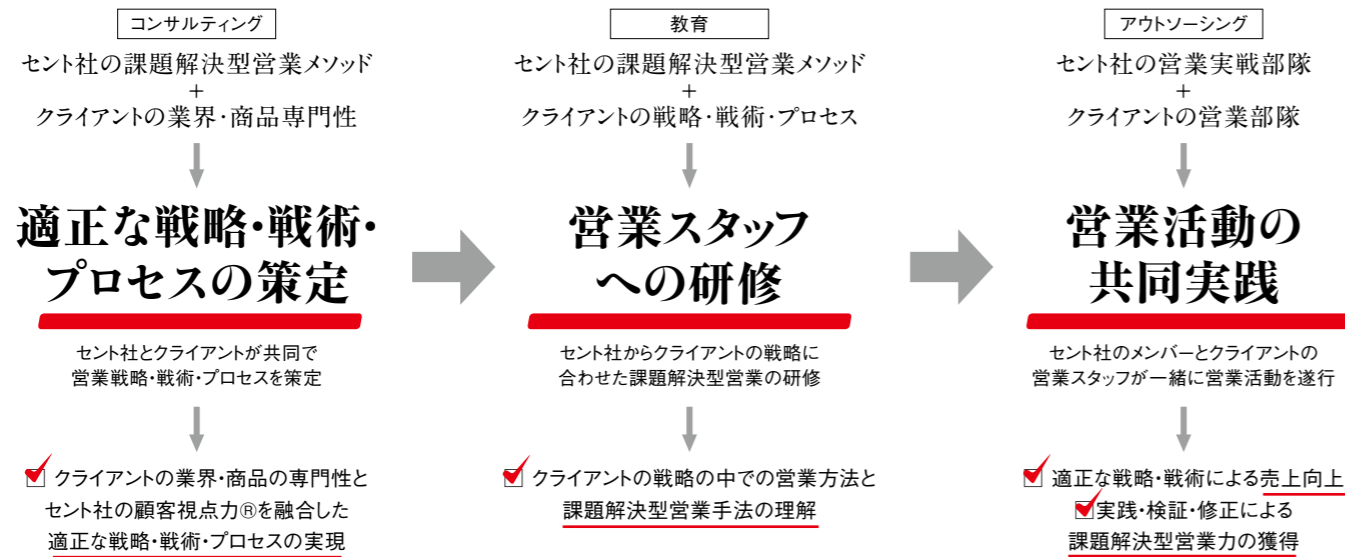 コンサルティング
セント社の課題解決型営業メソッド
+
クライアントの業界・商品専門性
適正な戦略・戦術・
プロセスの策定
セント社とクライアントが共同で
営業戦略・戦術・プロセスを策定
クライアントの業界・商品の専門性と
セント社の顧客視点力®を融合した
適正な戦略・戦術・プロセスの実現
教育
セント社の課題解決型営業メソッド
+
クライアントの戦略・戦術・プロセス
営業スタッフ
への研修
セント社からクライアントの戦略に
合わせた課題解決型営業の研修
クライアントの戦略の中での営業方法と
課題解決型営業手法の理解
アウトソーシング
セント社の営業実戦部隊
+
クライアントの営業部隊
営業活動の
共同実践
セント社のメンバーとクライアントの
営業スタッフが一緒に営業活動を遂行
適正な戦略・戦術による売上向上
実践・検証・修正による
課題解決型営業力の獲得